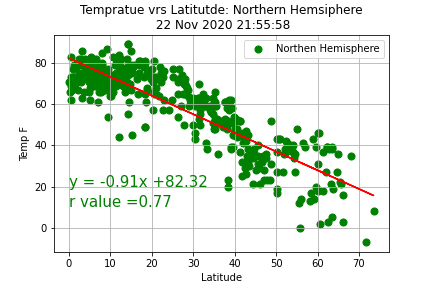 Tempratue vrs Latitutde: Northern Hemsiphere
22 Nov 2020 21:55:58
Northen Hemisphere
80
60
40
20
0
Temp F
y = -0.91x +82.32
r value =0.77
0 10 20 30 40 50 60 70
Latitude